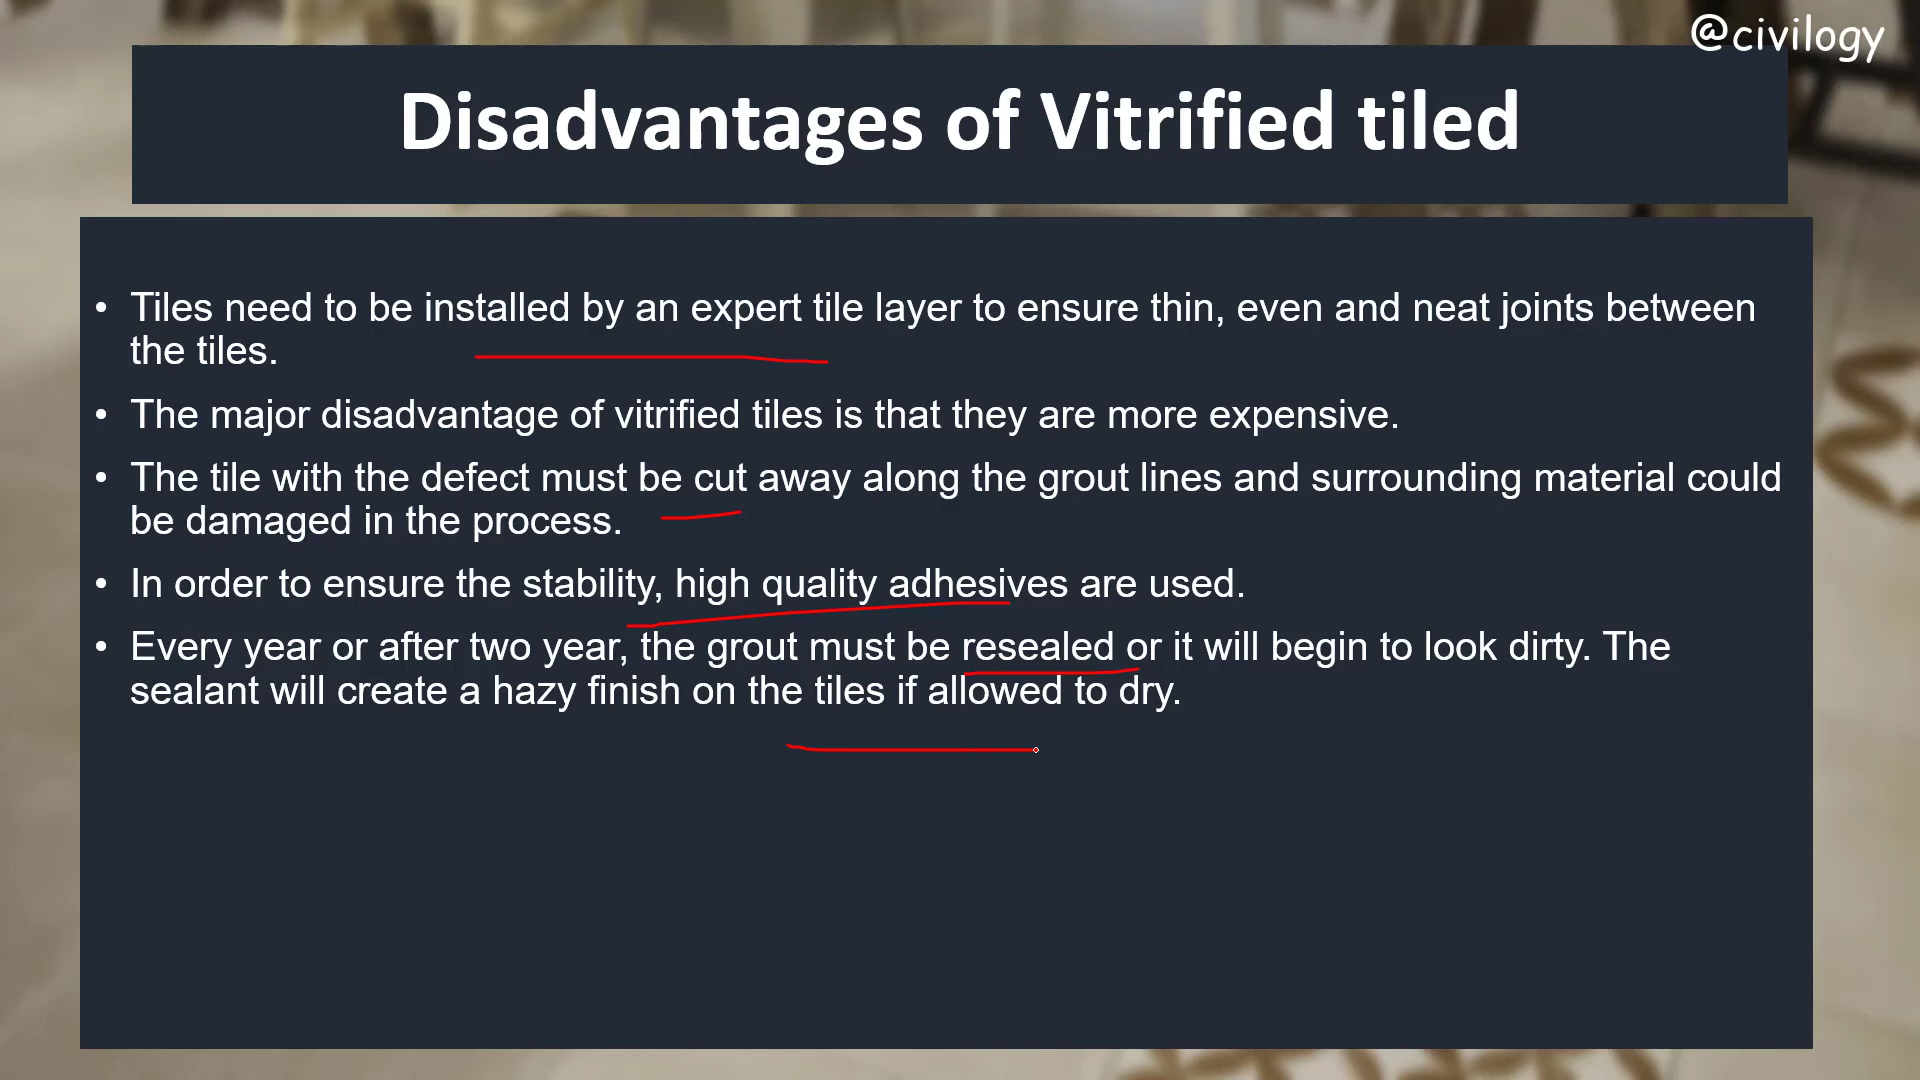 @civilogy
Disadvantages of Vitrified tiled
• Tiles need to be installed by an expert tile layer to ensure thin, even and neat joints between
the tiles.
• The major disadvantage of vitrified tiles is that they are more expensive.
• The tile with the defect must be cut away along the grout lines and surrounding material could
be damaged in the process.
• In order to ensure the stability, high quality adhesives are used.
• Every year or after two year, the grout must be resealed or it will begin to look dirty. The
sealant will create a hazy finish on the tiles if allowed to dry.